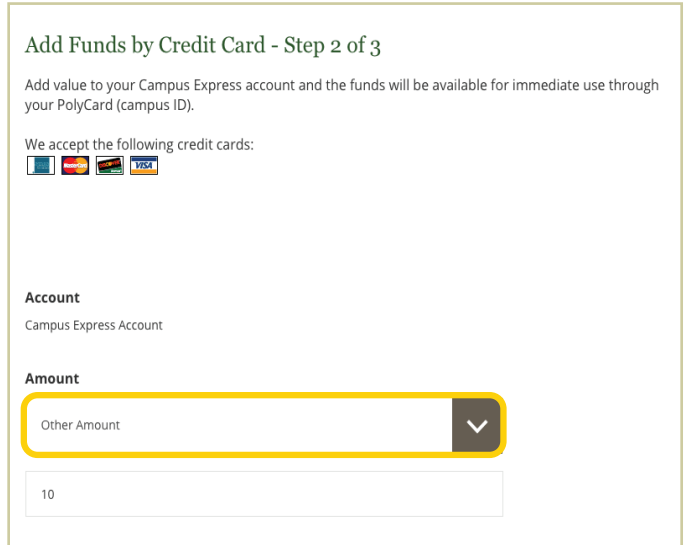 Add Funds by Credit Card - Step 2 of 3
Add value to your Campus Express account and the funds will be available for immediate use through
your PolyCard (campus ID).
We accept the following credit cards:
MasterCard DISCOVER VISA
Account
Campus Express Account
Amount
Other Amount
10